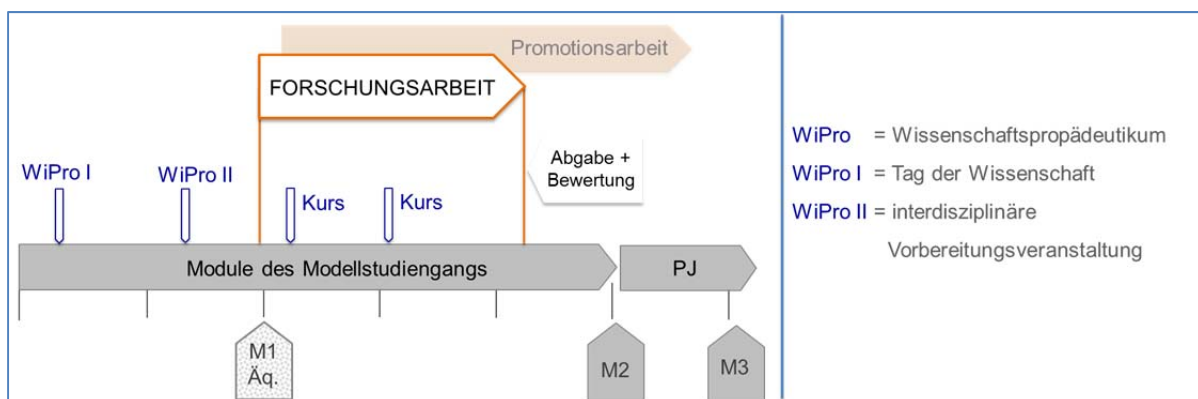 Promotionsarbeit
FORSCHUNGSARBEIT
WiPro I
WiPro II
Kurs
Kurs
Abgabe +
Bewertung
Module des Modellstudiengangs
PJ
M1
Äq.
M2
M3
WiPro = Wissenschaftspropädeutikum
WiPro I = Tag der Wissenschaft
WiPro II = interdisziplinäre
Vorbereitungsveranstaltung